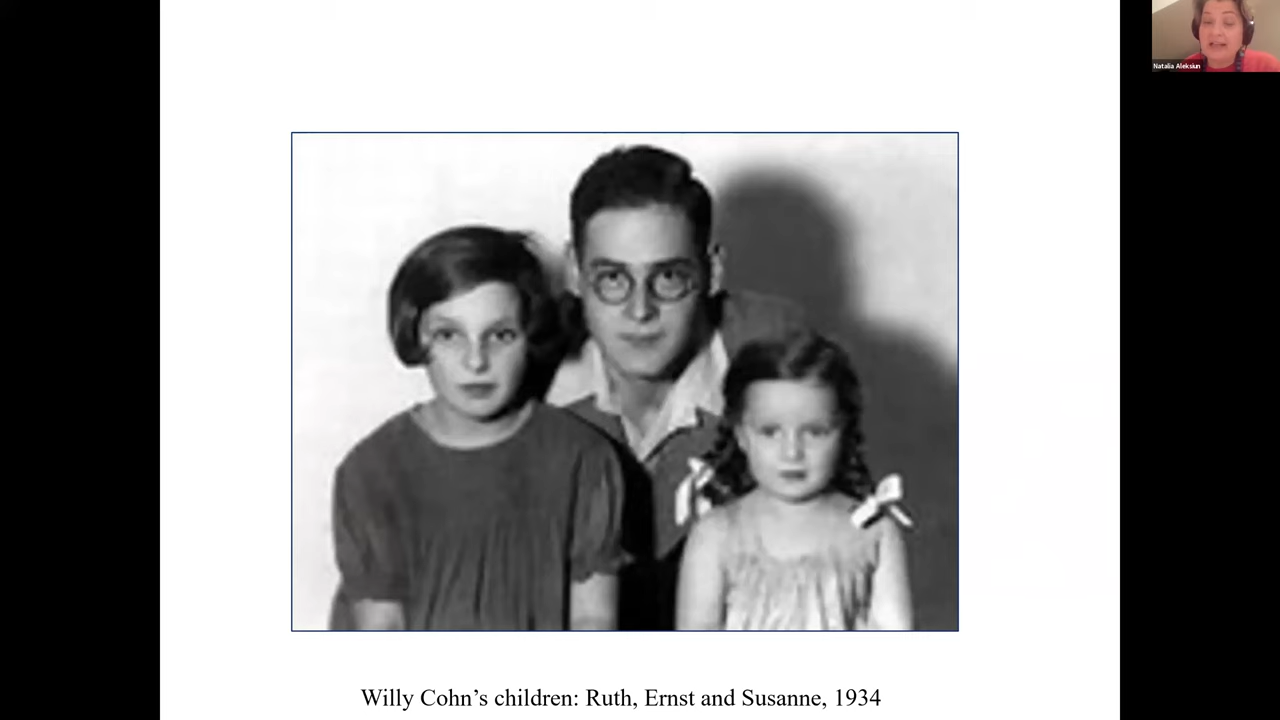 Natalia Aleksiun
Willy Cohn's children: Ruth, Ernst and Susanne, 1934